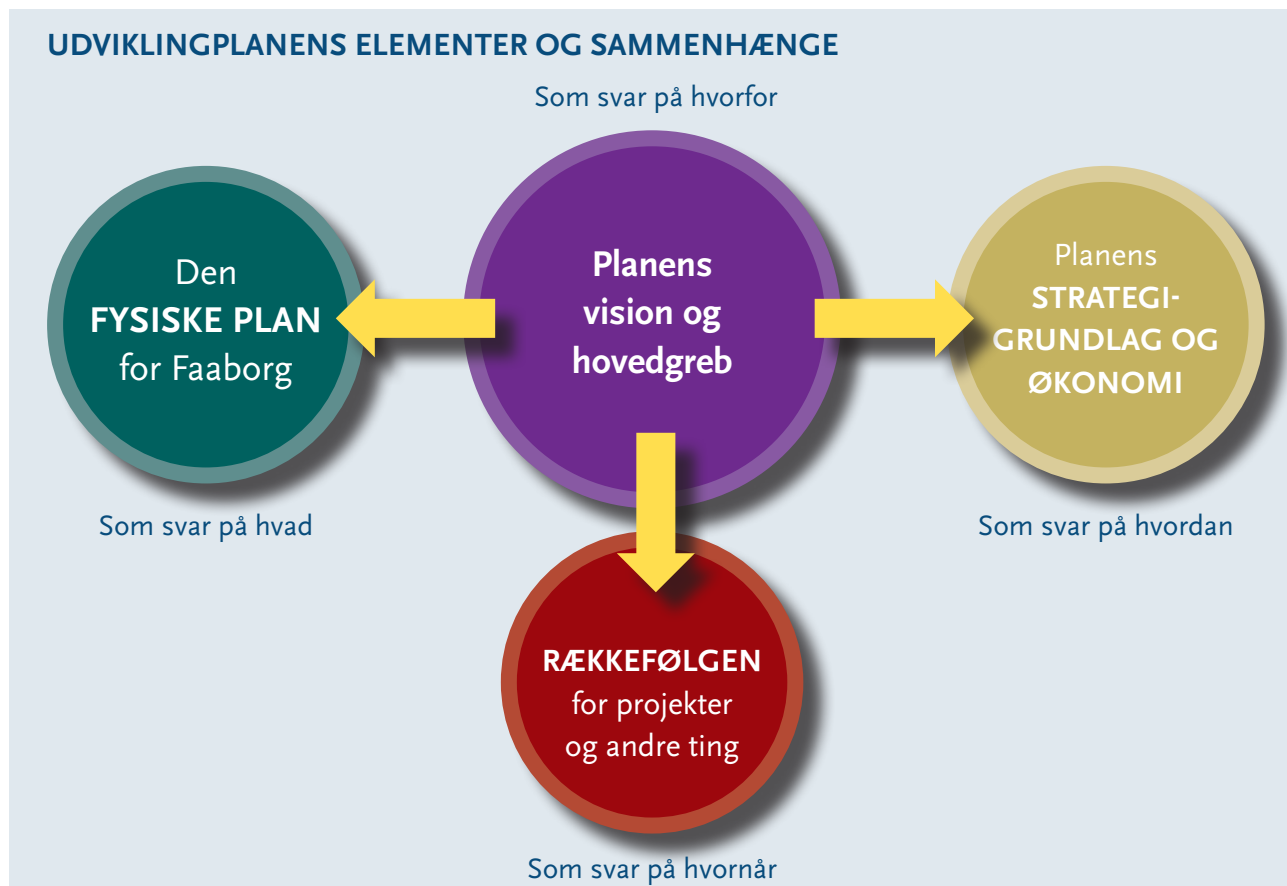 UDVIKLINGPLANENS ELEMENTER OG SAMMENHÆNGE
Som svar på hvorfor
Den
FYSISKE PLAN
for Faaborg
Som svar på hvad
Planens
vision og
hovedgreb
Planens
STRATEGI-
GRUNDLAG OG
ØKONOMI
Som svar på hvordan
RÆKKEFØLGEN
for projekter
og andre ting
Som svar på hvornår